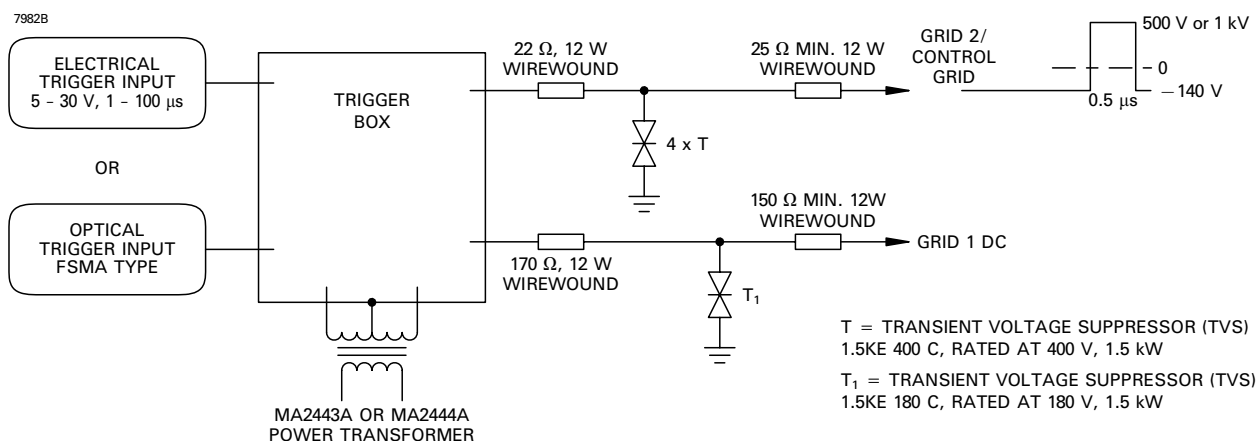 7982B
ELECTRICAL
TRIGGER INPUT
5 – 30 V, 1 – 100 μs
OR
OPTICAL
TRIGGER INPUT
FSMA TYPE
TRIGGER
BOX
MA2443A OR MA2444A
POWER TRANSFORMER
22 Ω, 12 W
WIREWOUND
4 x T
25 Ω MIN. 12 W
WIREWOUND
GRID 2/
CONTROL
GRID
500 V or 1 kV
0
0.5 μs
−140 V
170 Ω, 12 W
WIREWOUND
T₁
150 Ω MIN. 12W
WIREWOUND
GRID 1 DC
T = TRANSIENT VOLTAGE SUPPRESSOR (TVS)
1.5KE 400 C, RATED AT 400 V, 1.5 kW
T₁ = TRANSIENT VOLTAGE SUPPRESSOR (TVS)
1.5KE 180 C, RATED AT 180 V, 1.5 kW